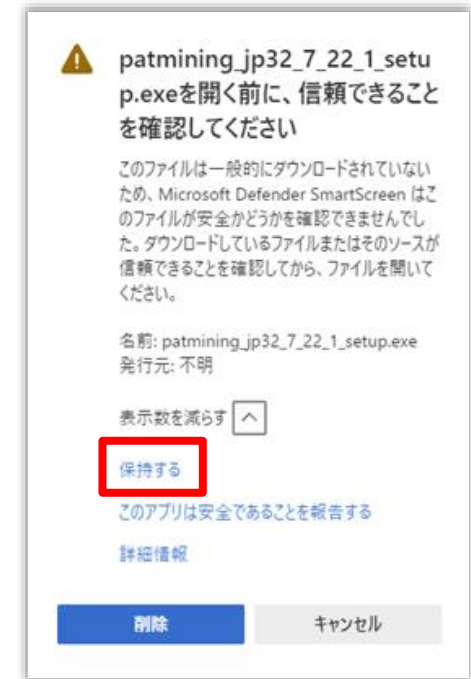 patmining_jp32_7_22_1_setu
p.exeを開く前に、信頼できること
を確認してください
このファイルは一般的にダウンロードされていない
ため、Microsoft Defender SmartScreen はこ
のファイルが安全かどうかを確認できませんでし
た。ダウンロードしているファイルまたはそのソースが
信頼できることを確認してから、ファイルを開いて
ください。
名前: patmining_jp32_7_22_1_setup.exe
発行元: 不明
表示数を減らす
保持する
このアプリは安全であることを報告する
詳細情報
削除
キャンセル